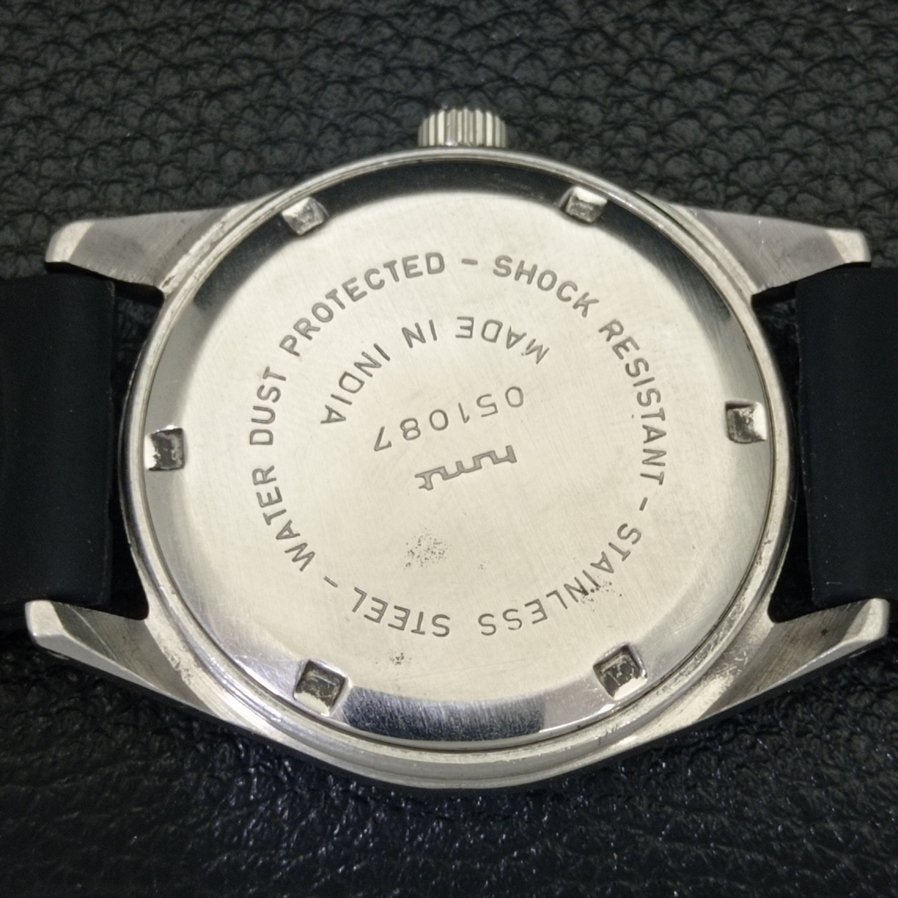 WATER DUST PROTECTED - SHOCK RESISTANT - STAINLESS STEEL -
hmt
051087
MADE IN INDIA